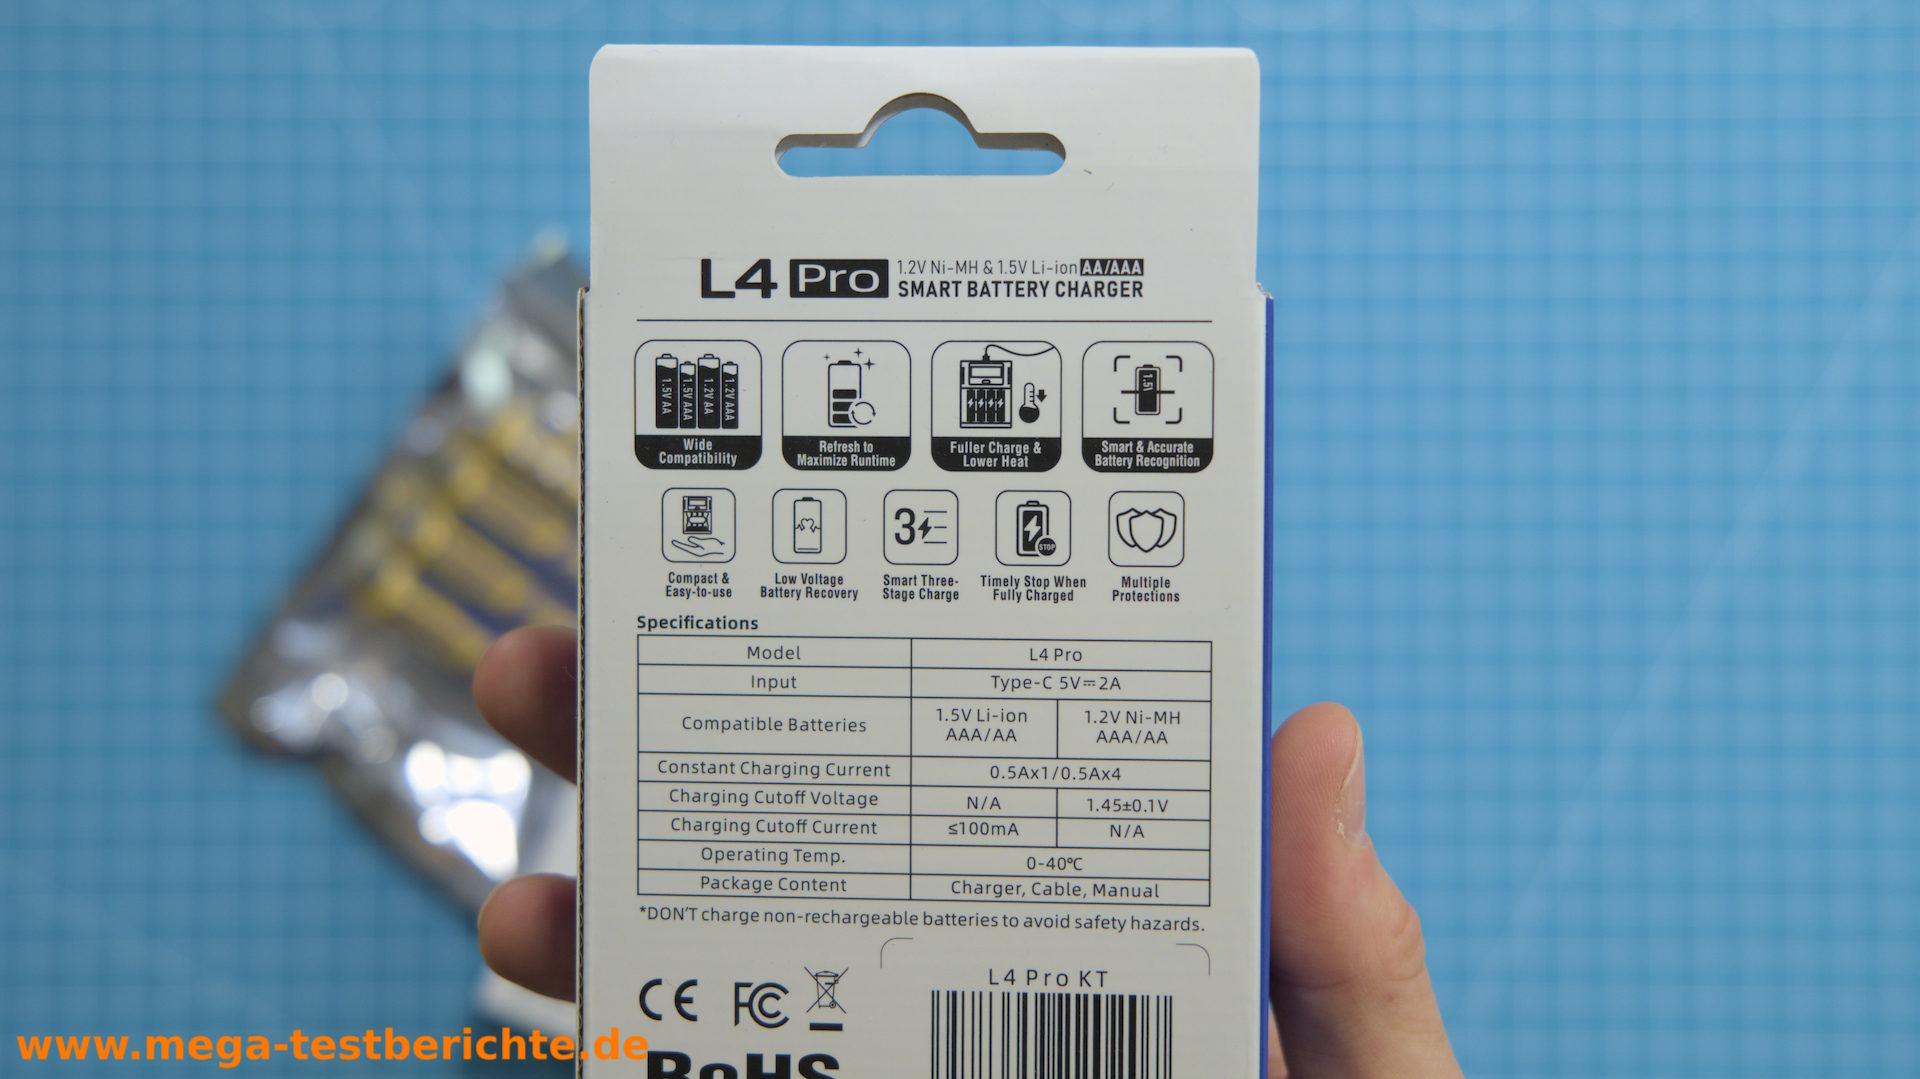 L4 Pro 1.2V Ni-MH & 1.5V Li-ion AA/AAA
SMART BATTERY CHARGER
1.5V AA 1.5V AAA 1.2V AA 1.2V AAA
1.5V
Wide
Compatibility
Refresh to
Maximize Runtime
Fuller Charge &
Lower Heat
Smart & Accurate
Battery Recognition
3
STOP
Compact &
Easy-to-use
Low Voltage
Battery Recovery
Smart Three-
Stage Charge
Timely Stop When
Fully Charged
Multiple
Protections
Specifications
Model L4 Pro
Input Type-C 5V⎓2A
Compatible Batteries
1.5V Li-ion
AAA/AA
1.2V Ni-MH
AAA/AA
Constant Charging Current 0.5Ax1/0.5Ax4
Charging Cutoff Voltage N/A 1.45±0.1V
Charging Cutoff Current ≤100mA N/A
Operating Temp. 0-40℃
Package Content Charger, Cable, Manual
*DON'T charge non-rechargeable batteries to avoid safety hazards.
L4 Pro KT
CE FC
RoHS
www.mega-testberichte.de